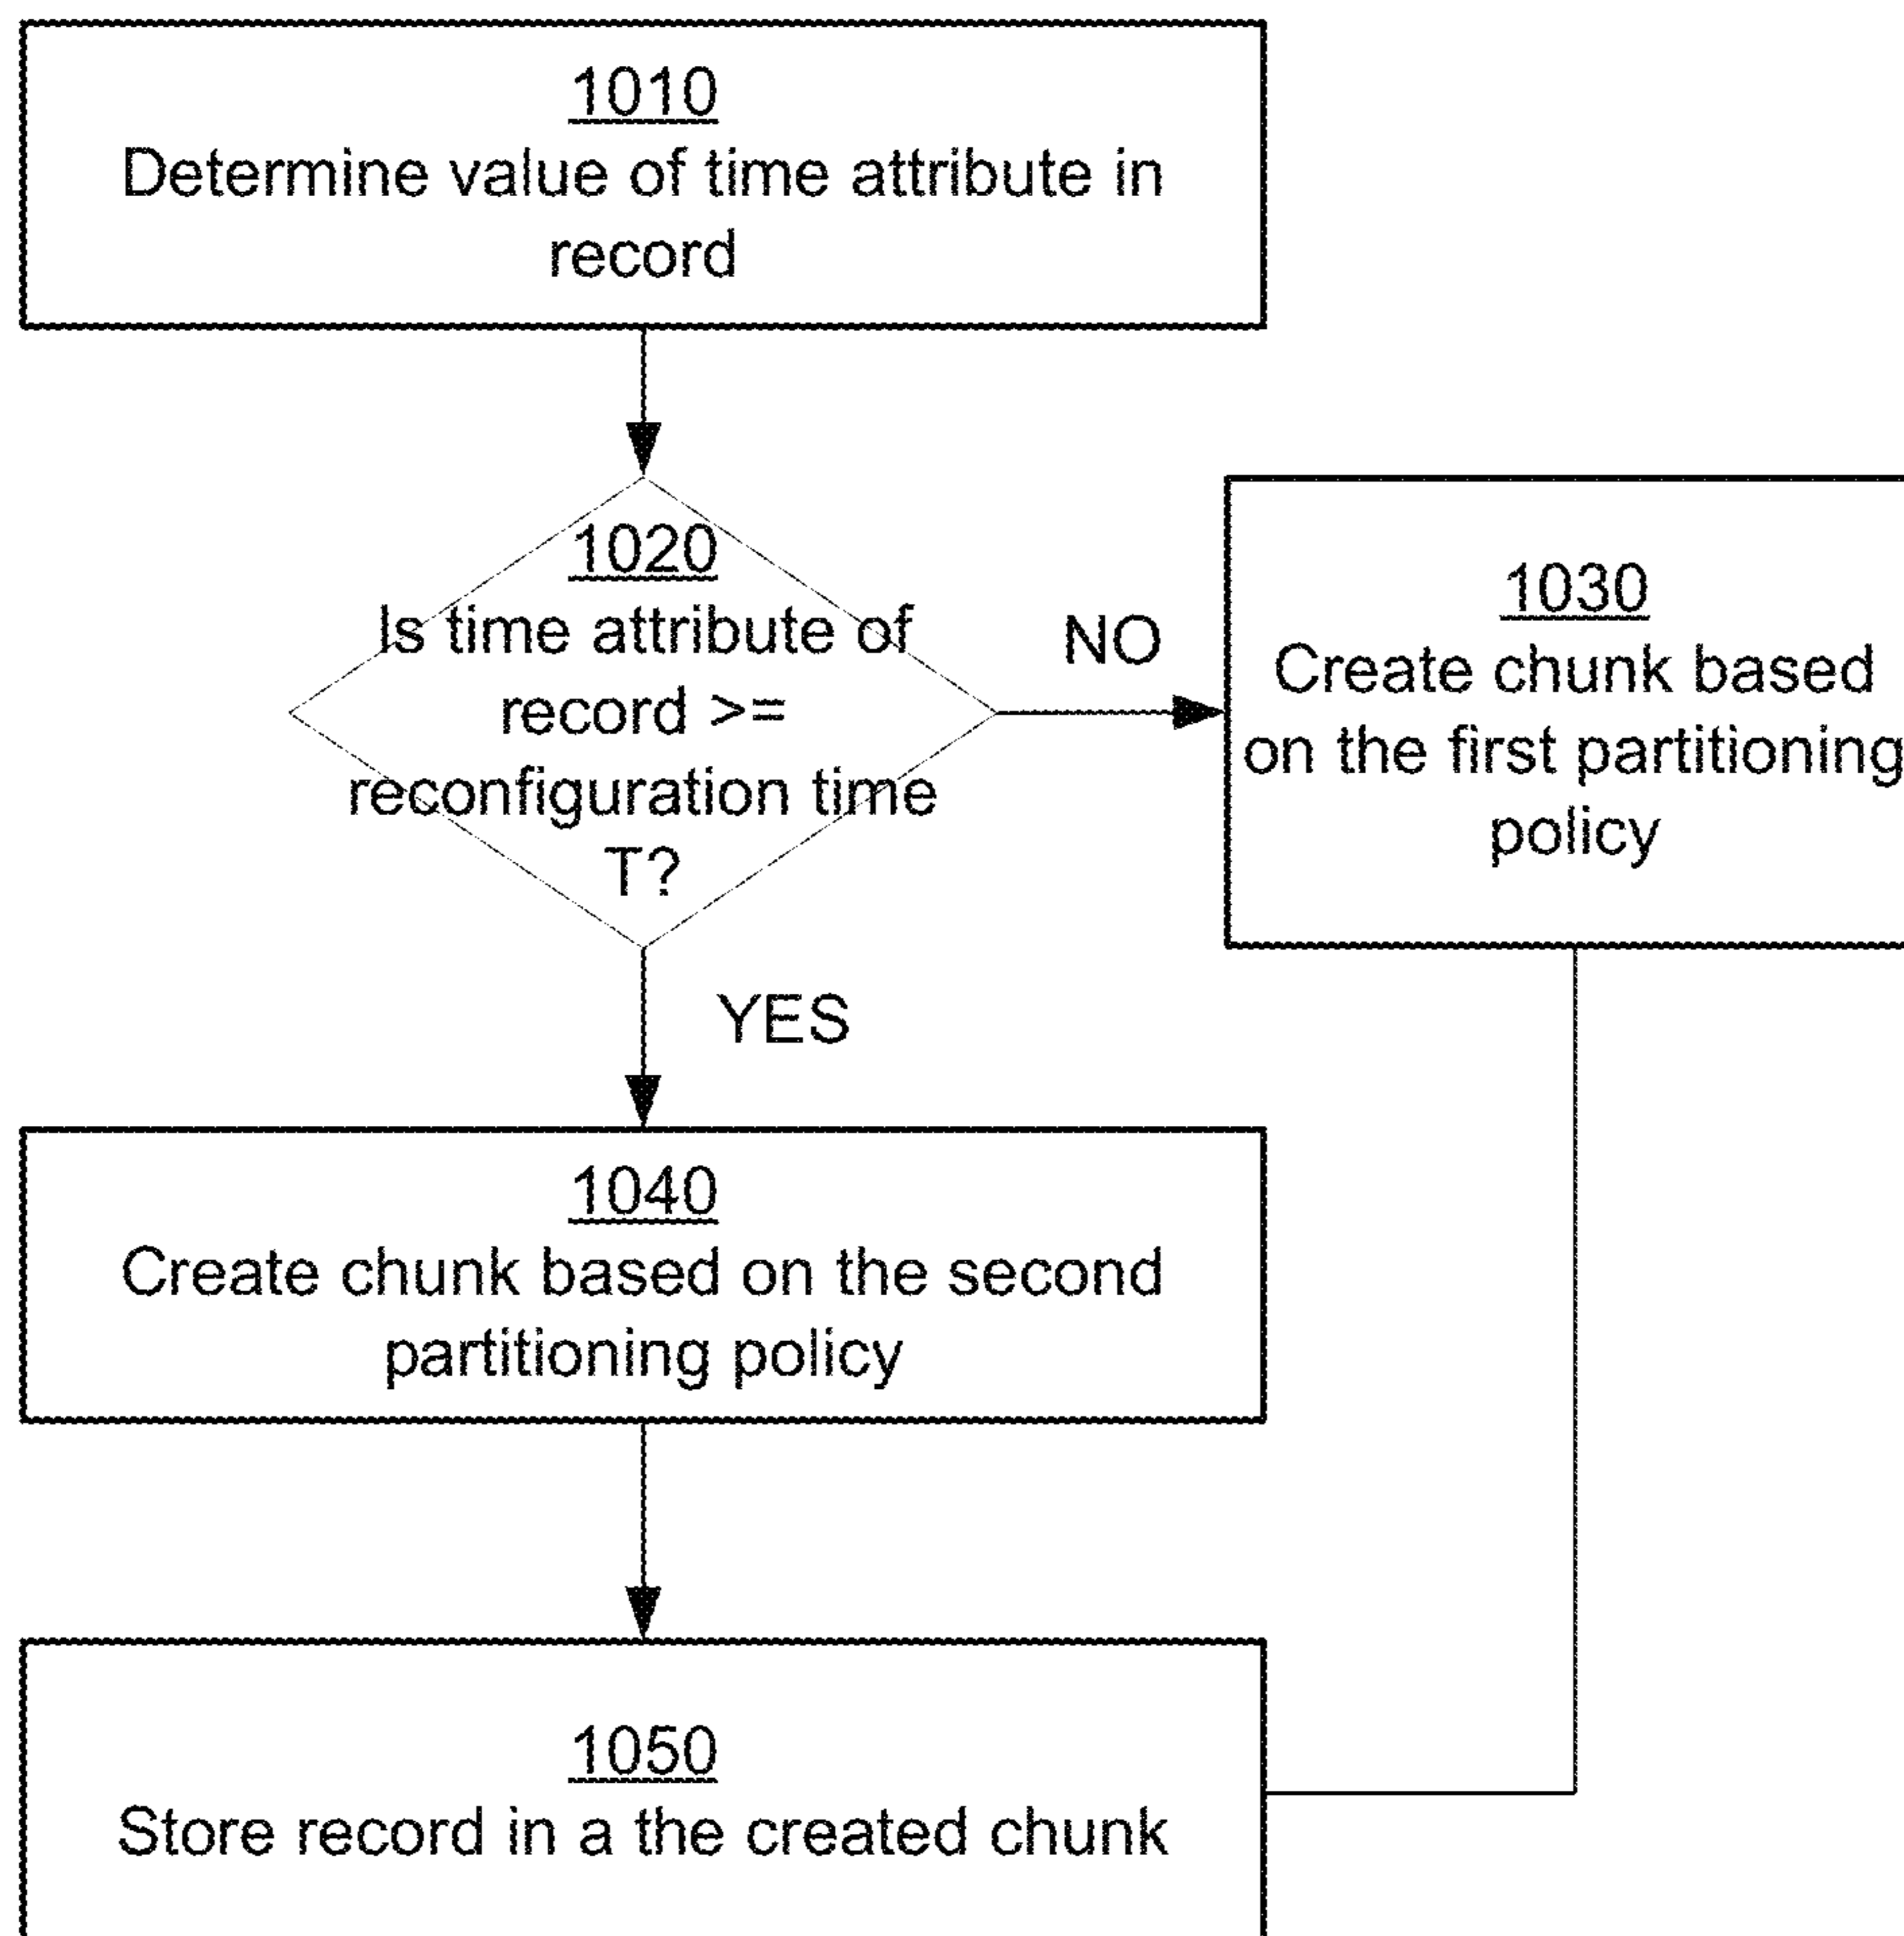 1010
Determine value of time attribute in
record
1020
Is time attribute of
record >=
reconfiguration time
T?
NO
1030
Create chunk based
on the first partitioning
policy
YES
1040
Create chunk based on the second
partitioning policy
1050
Store record in a the created chunk